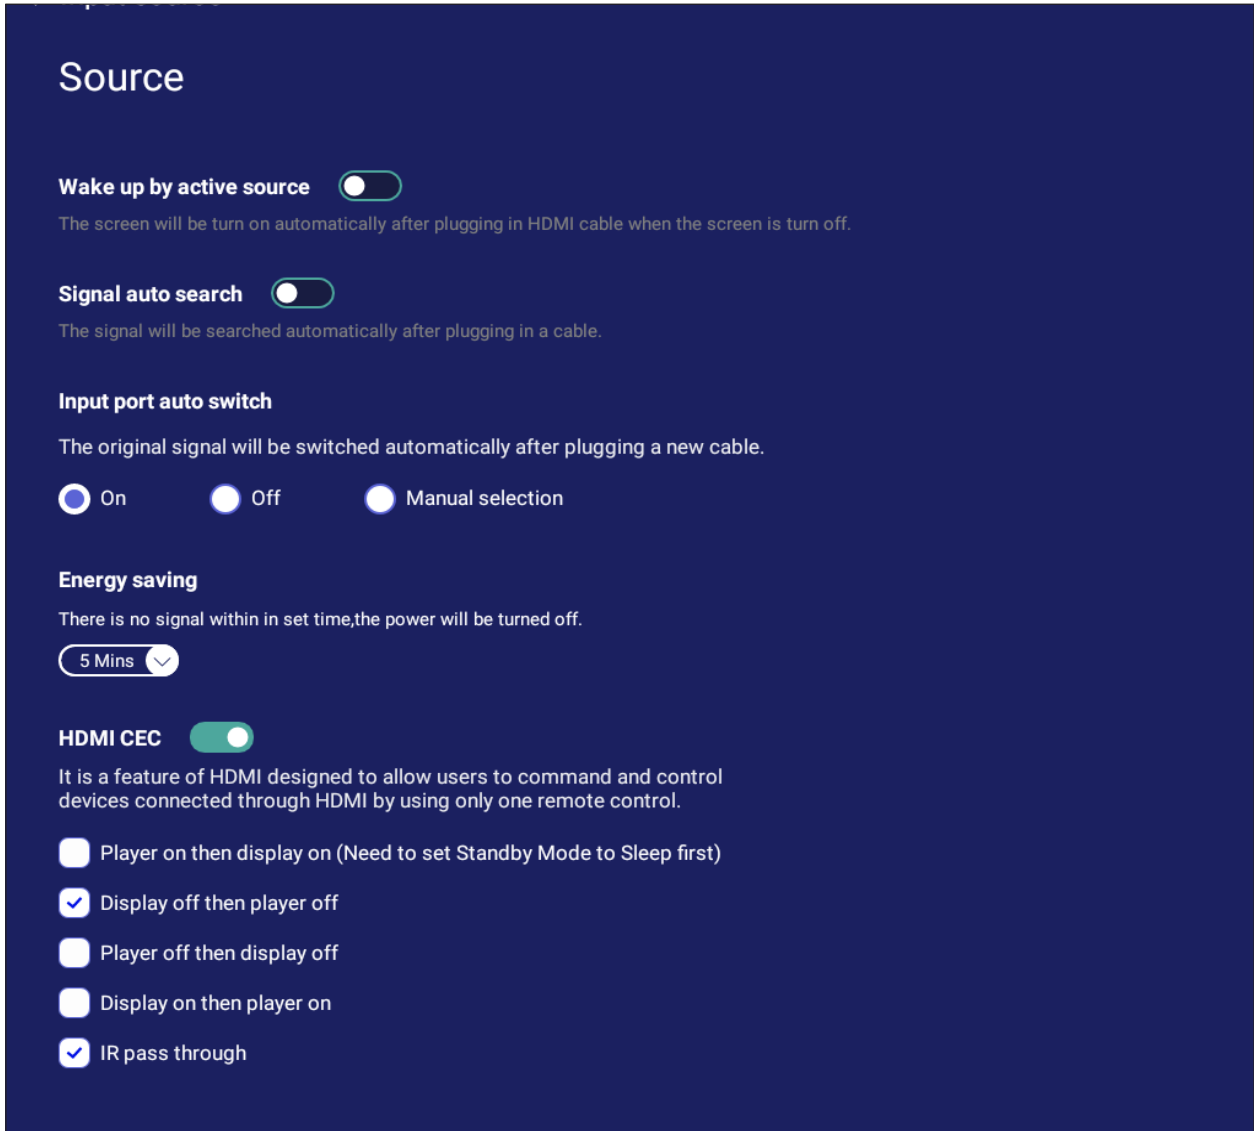 Source
Wake up by active source
The screen will be turn on automatically after plugging in HDMI cable when the screen is turn off.
Signal auto search
The signal will be searched automatically after plugging in a cable.
Input port auto switch
The original signal will be switched automatically after plugging a new cable.
On Off Manual selection
Energy saving
There is no signal within in set time,the power will be turned off.
5 Mins
HDMI CEC
It is a feature of HDMI designed to allow users to command and control
devices connected through HDMI by using only one remote control.
Player on then display on (Need to set Standby Mode to Sleep first)
Display off then player off
Player off then display off
Display on then player on
IR pass through